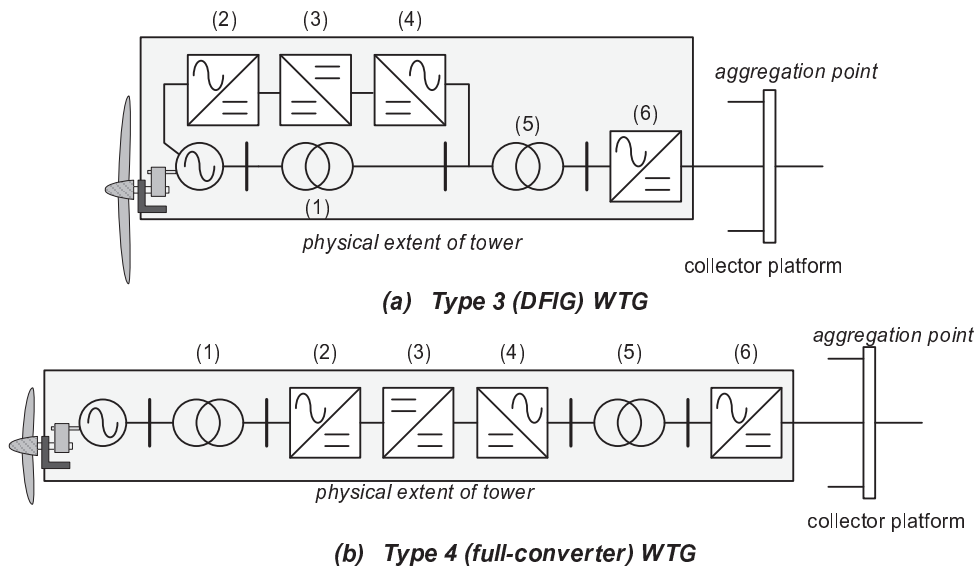 (2) (3) (4)
aggregation point
(5) (6)
(1)
physical extent of tower
collector platform
(a) Type 3 (DFIG) WTG
aggregation point
(1) (2) (3) (4) (5) (6)
physical extent of tower
collector platform
(b) Type 4 (full-converter) WTG